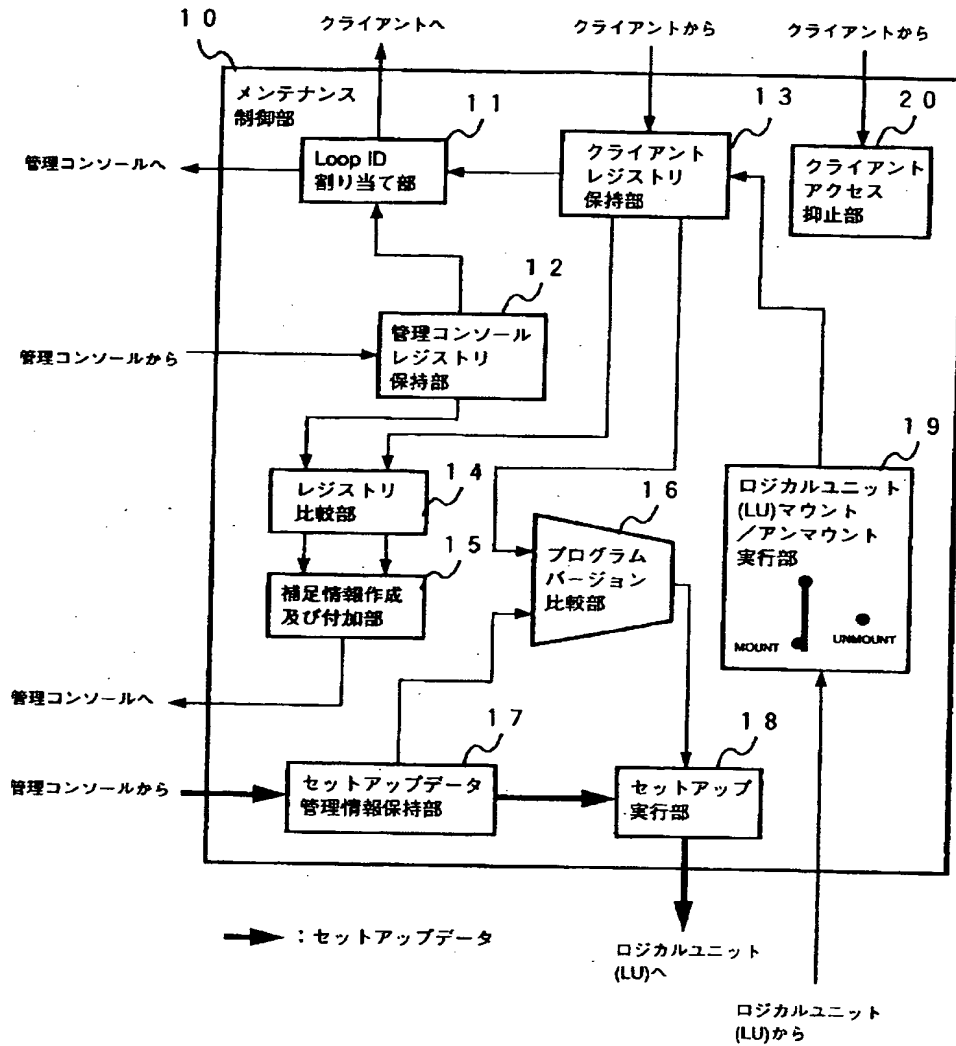 10
クライアントへ
クライアントから
クライアントから
メンテナンス
制御部
11
13
20
管理コンソールへ
Loop ID
割り当て部
クライアント
レジストリ
保持部
クライアント
アクセス
抑止部
12
管理コンソールから
管理コンソール
レジストリ
保持部
19
レジストリ
比較部
14
16
ロジカルユニット
(LU)マウント
/アンマウント
実行部
MOUNT
UNMOUNT
補足情報作成
及び付加部
15
プログラム
バージョン
比較部
管理コンソールへ
17
18
管理コンソールから
セットアップデータ
管理情報保持部
セットアップ
実行部
:セットアップデータ
ロジカルユニット
(LU)へ
ロジカルユニット
(LU)から